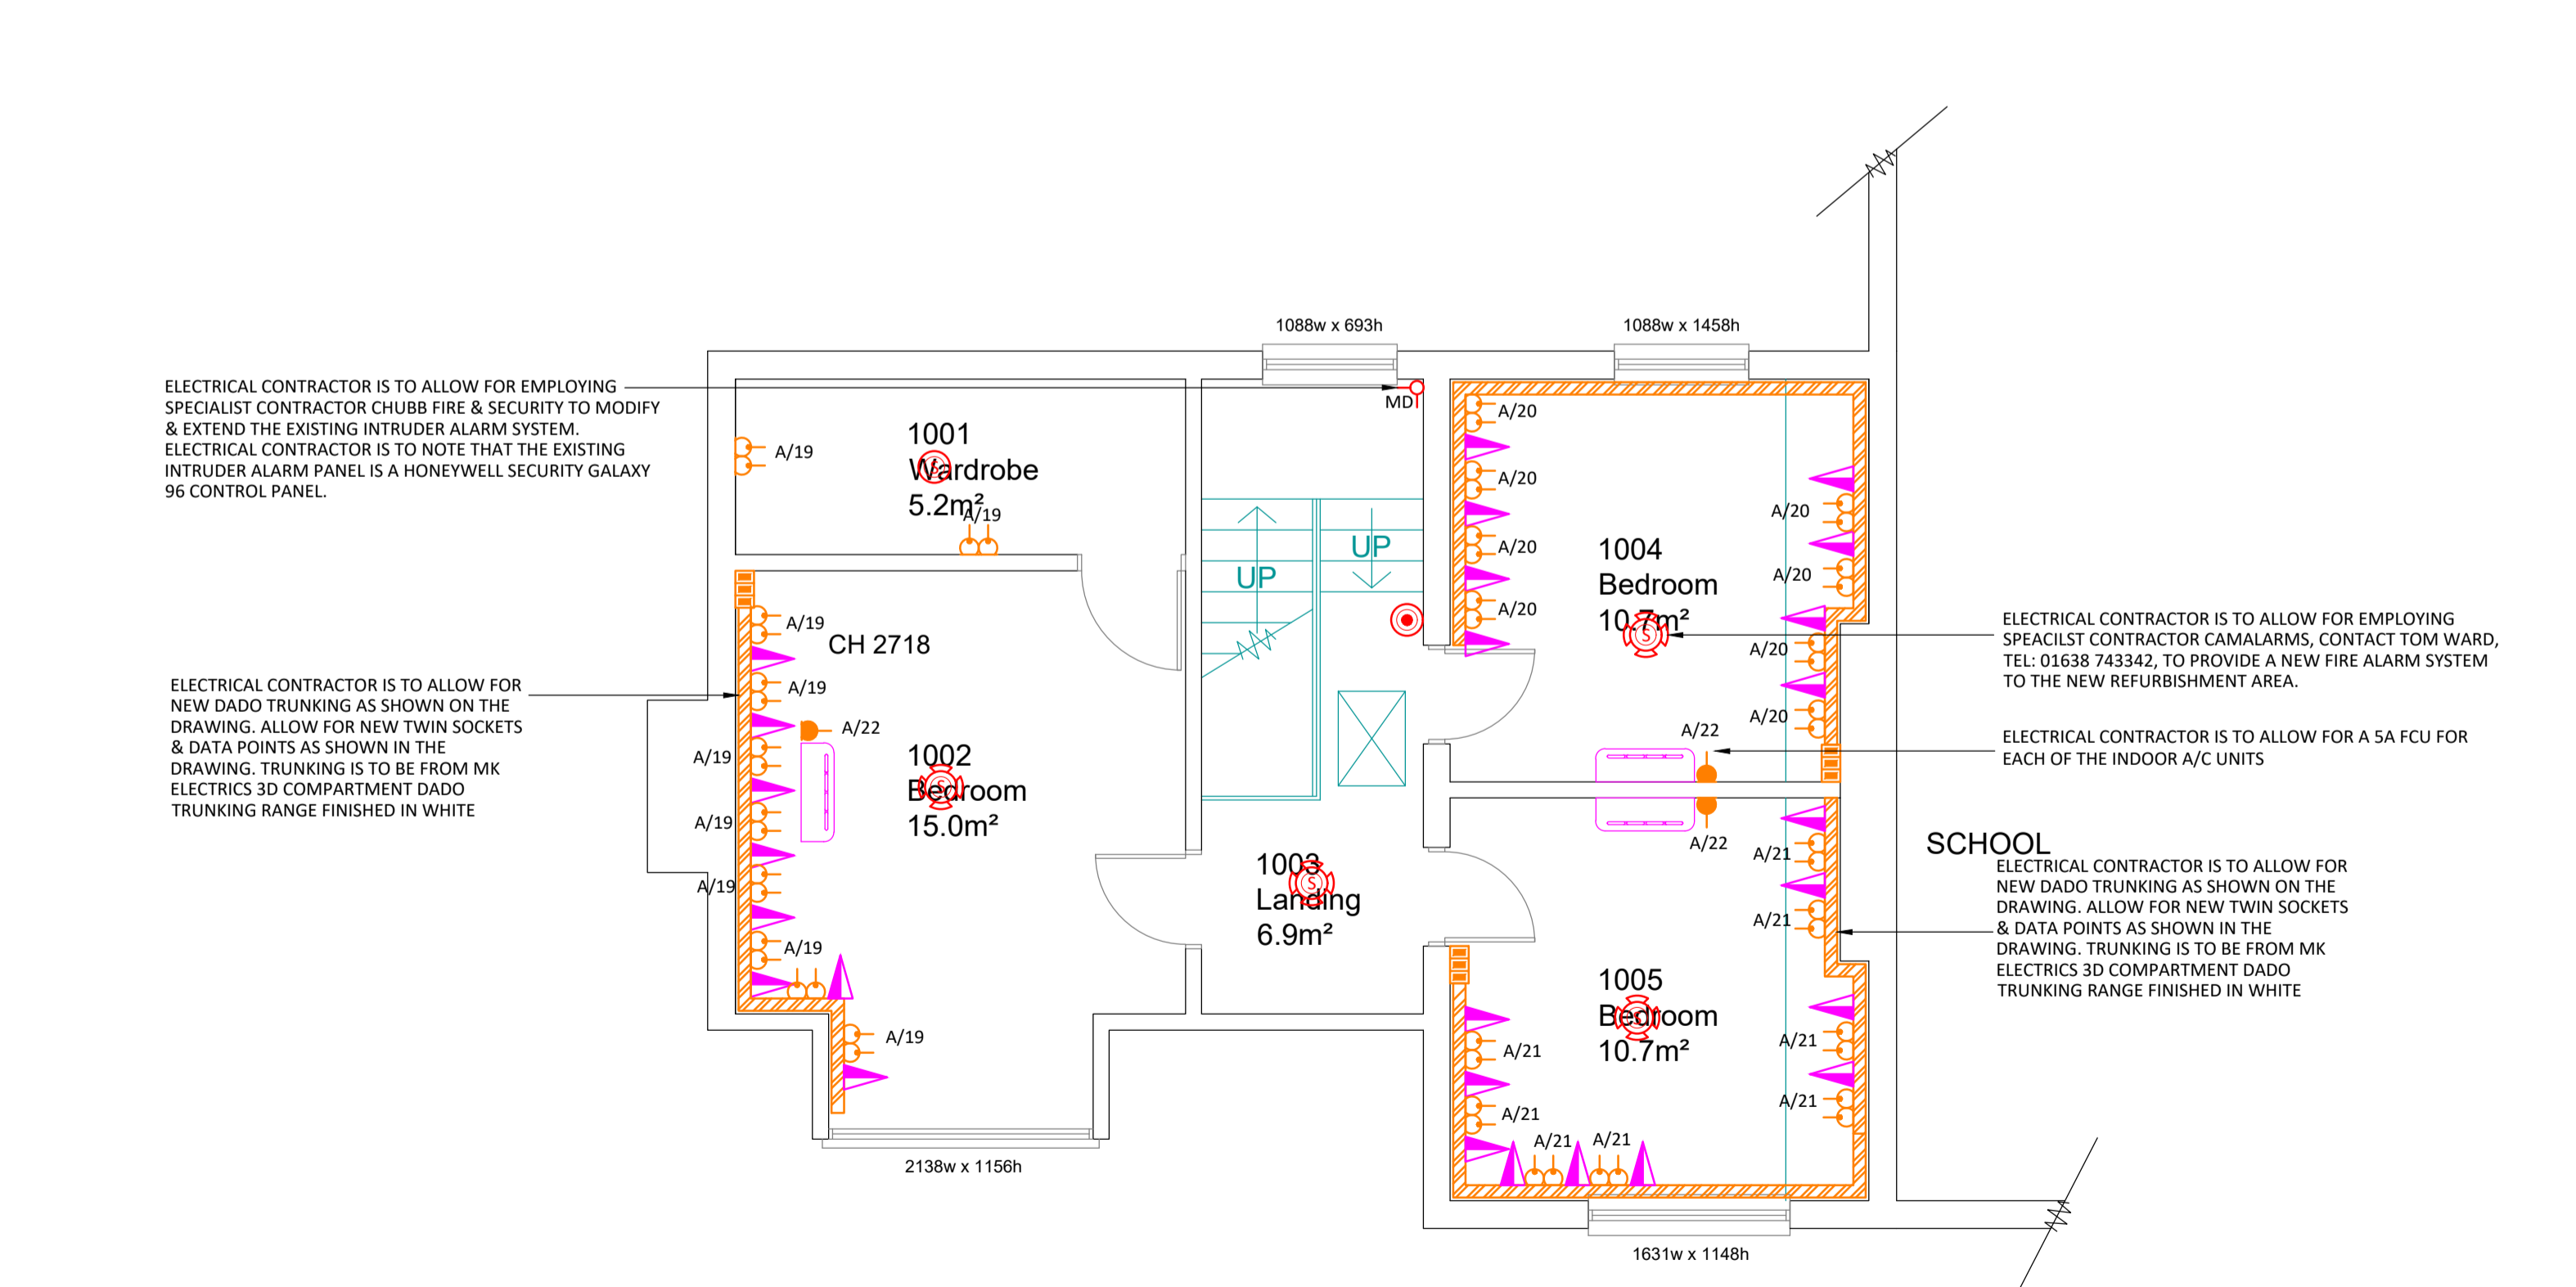 1088w x 693h
1088w x 1458h
ELECTRICAL CONTRACTOR IS TO ALLOW FOR EMPLOYING
SPECIALIST CONTRACTOR CHUBB FIRE & SECURITY TO MODIFY
& EXTEND THE EXISTING INTRUDER ALARM SYSTEM.
ELECTRICAL CONTRACTOR IS TO NOTE THAT THE EXISTING
INTRUDER ALARM PANEL IS A HONEYWELL SECURITY GALAXY
96 CONTROL PANEL.
MD
A/19
1001
Wardrobe
5.2m²
S
A/19
A/20
A/20
A/20
A/20
UP
UP
1004
Bedroom
10.7m²
S
A/20
A/20
A/20
A/20
ELECTRICAL CONTRACTOR IS TO ALLOW FOR EMPLOYING
SPEACILST CONTRACTOR CAMALARMS, CONTACT TOM WARD,
TEL: 01638 743342, TO PROVIDE A NEW FIRE ALARM SYSTEM
TO THE NEW REFURBISHMENT AREA.
A/19
CH 2718
A/19
ELECTRICAL CONTRACTOR IS TO ALLOW FOR
NEW DADO TRUNKING AS SHOWN ON THE
DRAWING. ALLOW FOR NEW TWIN SOCKETS
& DATA POINTS AS SHOWN IN THE
DRAWING. TRUNKING IS TO BE FROM MK
ELECTRICS 3D COMPARTMENT DADO
TRUNKING RANGE FINISHED IN WHITE
A/22
A/19
1002
Bedroom
15.0m²
S
A/19
A/19
A/19
A/19
A/22
ELECTRICAL CONTRACTOR IS TO ALLOW FOR A 5A FCU FOR
EACH OF THE INDOOR A/C UNITS
A/22
1003
Landing
6.9m²
S
A/21
A/21
SCHOOL
ELECTRICAL CONTRACTOR IS TO ALLOW FOR
NEW DADO TRUNKING AS SHOWN ON THE
DRAWING. ALLOW FOR NEW TWIN SOCKETS
& DATA POINTS AS SHOWN IN THE
DRAWING. TRUNKING IS TO BE FROM MK
ELECTRICS 3D COMPARTMENT DADO
TRUNKING RANGE FINISHED IN WHITE
1005
Bedroom
10.7m²
S
A/21
A/21
A/21
A/21
A/21
A/21
2138w x 1156h
1631w x 1148h